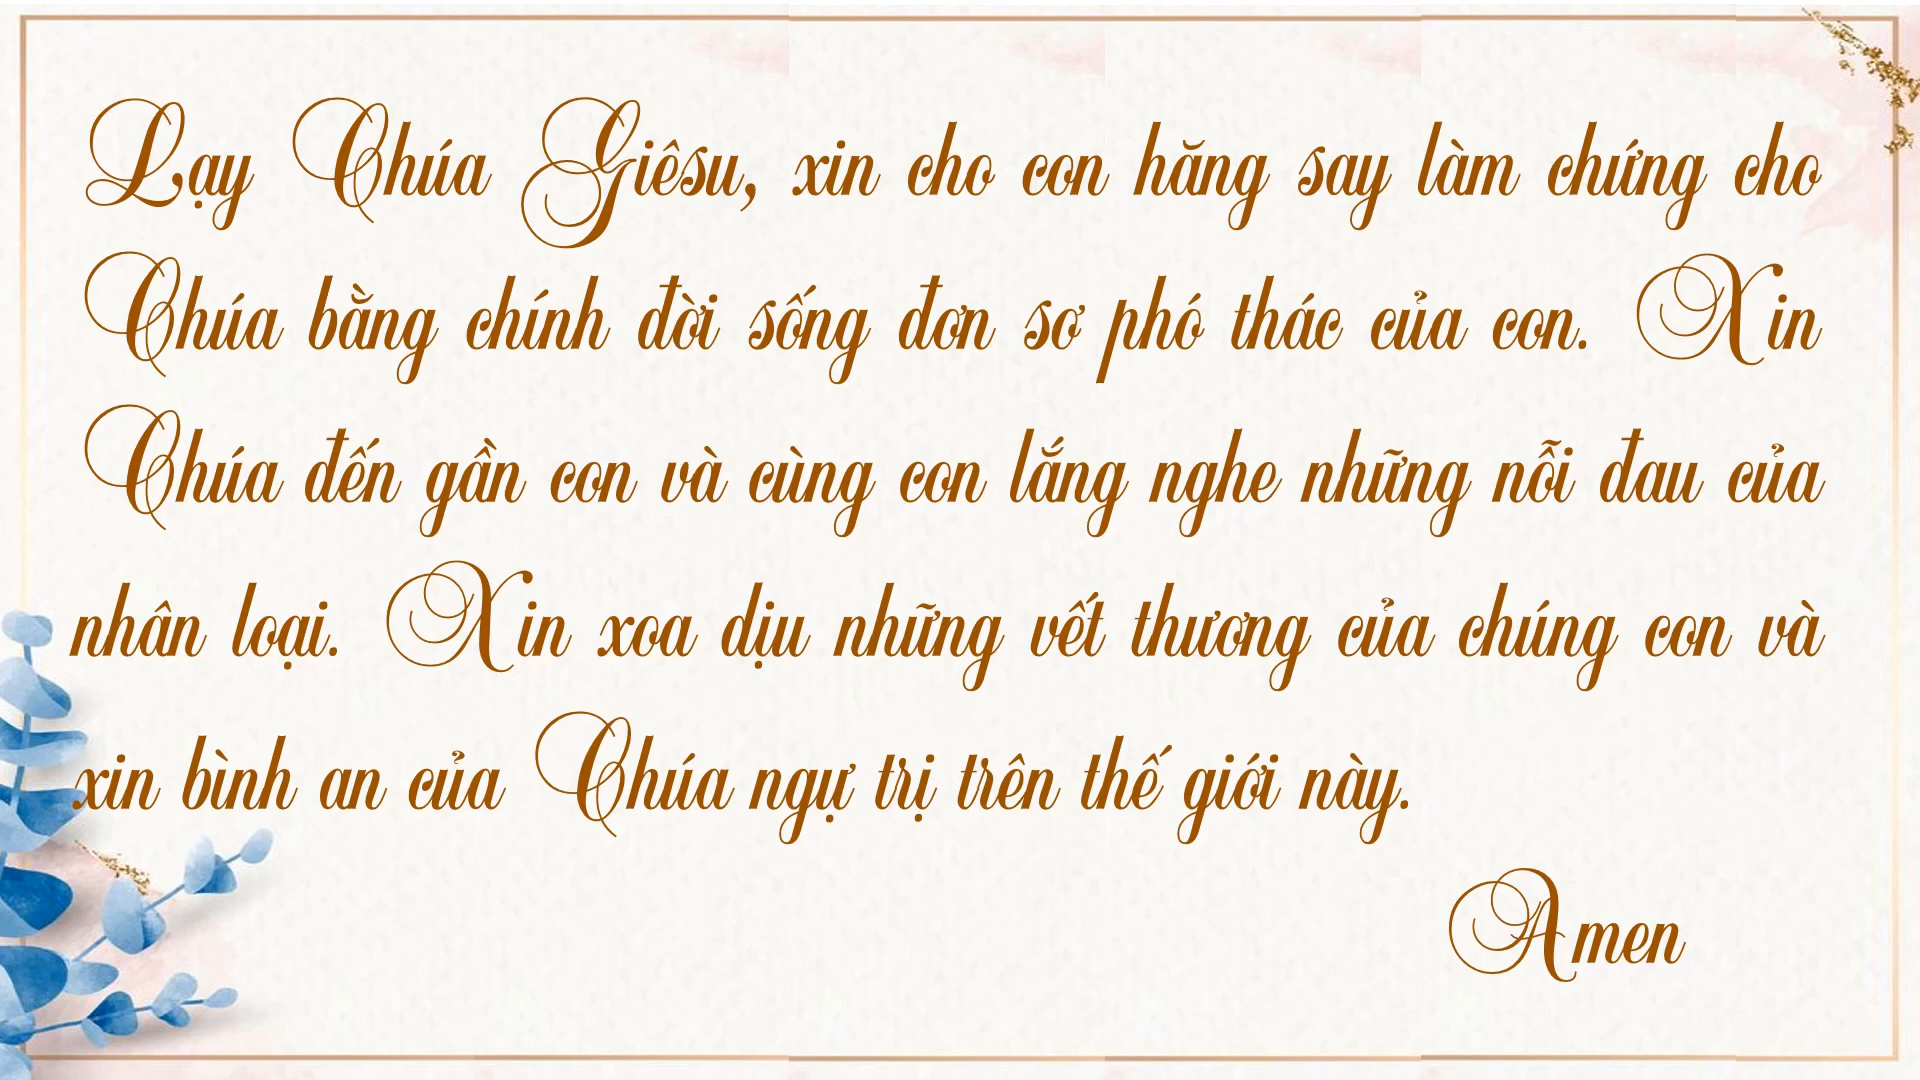 Lạy Chúa Giêsu, xin cho con hăng say làm chứng cho
Chúa bằng chính đời sống đơn sơ phó thác của con. Xin
Chúa đến gần con và cùng con lắng nghe những nỗi đau của
nhân loại. Xin xoa dịu những vết thương của chúng con và
xin bình an của Chúa ngự trị trên thế giới này.
Amen